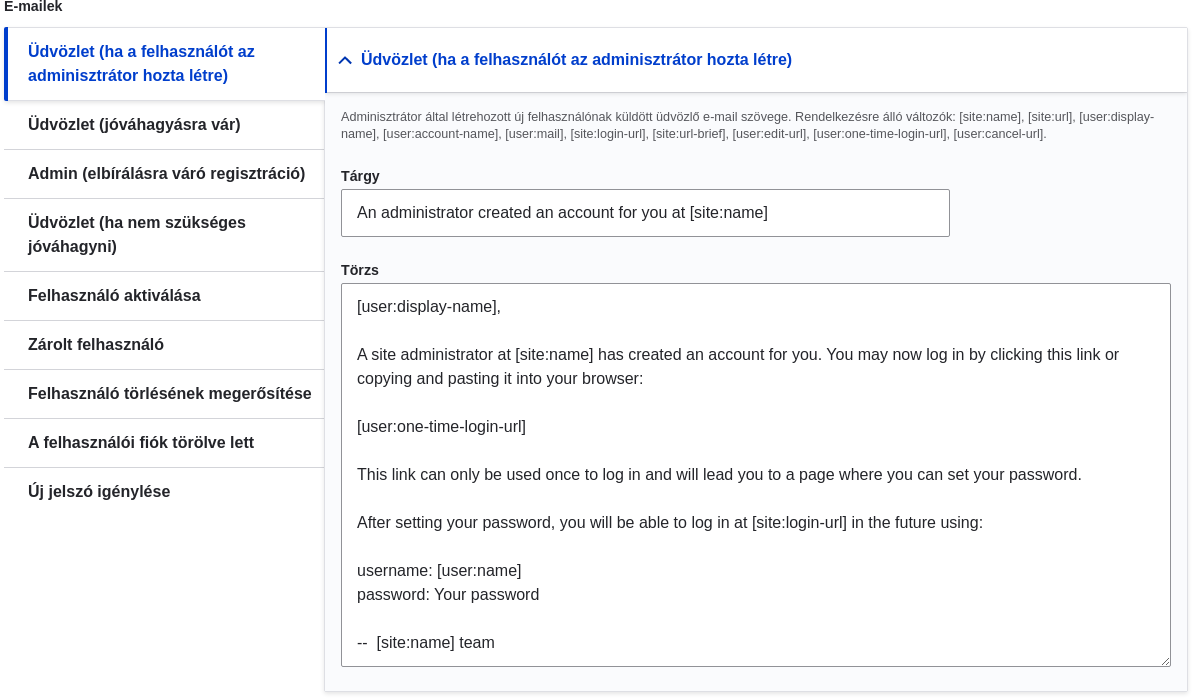 E-mailek
Üdvözlet (ha a felhasználót az
adminisztrátor hozta létre)
Üdvözlet (jóváhagyásra vár)
Admin (elbírálásra váró regisztráció)
Üdvözlet (ha nem szükséges
jóváhagyni)
Felhasználó aktiválása
Zárolt felhasználó
Felhasználó törlésének megerősítése
A felhasználói fiók törölve lett
Új jelszó igénylése
Üdvözlet (ha a felhasználót az adminisztrátor hozta létre)
Adminisztrátor által létrehozott új felhasználónak küldött üdvözlő e-mail szövege. Rendelkezésre álló változók: [site:name], [site:url], [user:display-
name], [user:account-name], [user:mail], [site:login-url], [site:url-brief], [user:edit-url], [user:one-time-login-url], [user:cancel-url].
Tárgy
An administrator created an account for you at [site:name]
Törzs
[user:display-name],
A site administrator at [site:name] has created an account for you. You may now log in by clicking this link or
copying and pasting it into your browser:
[user:one-time-login-url]
This link can only be used once to log in and will lead you to a page where you can set your password.
After setting your password, you will be able to log in at [site:login-url] in the future using:
username: [user:name]
password: Your password
--  [site:name] team